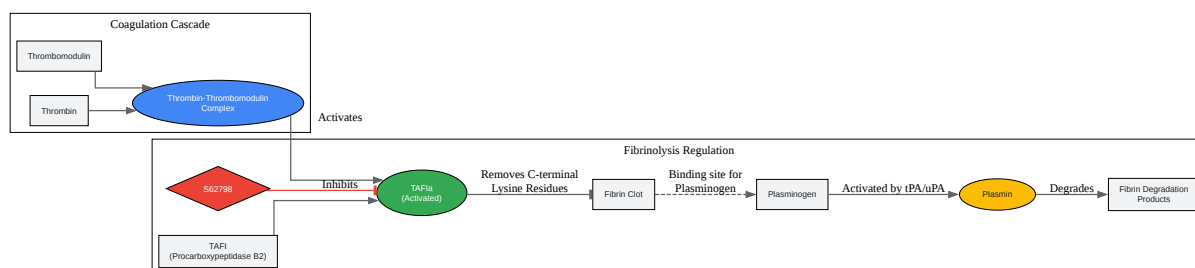 Coagulation Cascade
Thrombomodulin
Thrombin
Thrombin-Thrombomodulin
Complex
Activates
Fibrinolysis Regulation
S62798
Inhibits
TAFI
(Procarboxypeptidase B2)
TAFIa
(Activated)
Removes C-terminal
Lysine Residues
Fibrin Clot
Binding site for
Plasminogen
Plasminogen
Activated by tPA/uPA
Plasmin
Degrades
Fibrin Degradation
Products